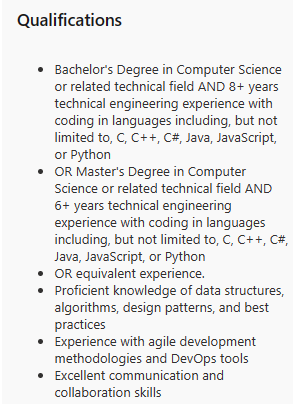 Qualifications
• Bachelor's Degree in Computer Science
or related technical field AND 8+ years
technical engineering experience with
coding in languages including, but not
limited to, C, C++, C#, Java, JavaScript,
or Python
• OR Master's Degree in Computer
Science or related technical field AND
6+ years technical engineering
experience with coding in languages
including, but not limited to, C, C++, C#,
Java, JavaScript, or Python
• OR equivalent experience.
• Proficient knowledge of data structures,
algorithms, design patterns, and best
practices
• Experience with agile development
methodologies and DevOps tools
• Excellent communication and
collaboration skills